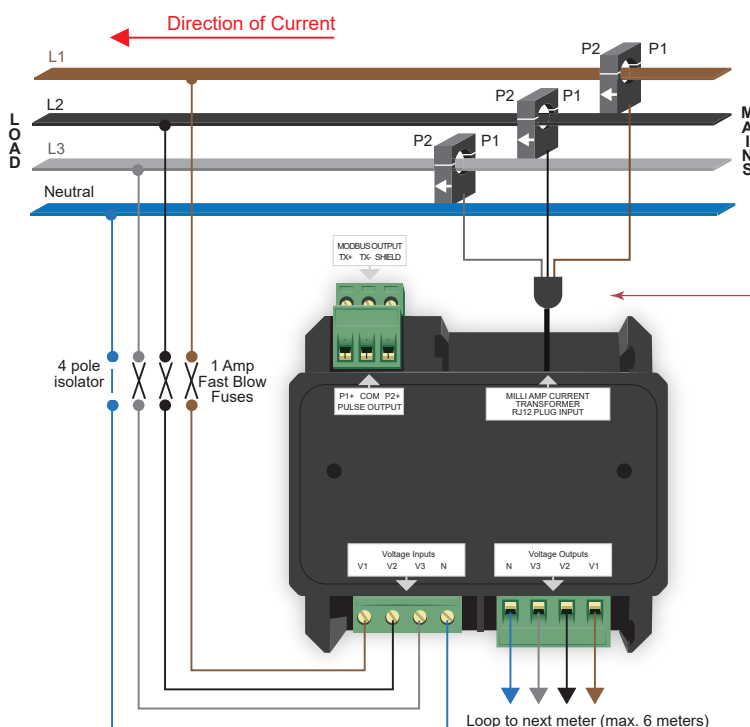 Direction of Current
L1
P2
P1
L2
P2
P1
LOAD
MAINS
L3
P2
P1
Neutral
MODBUS OUTPUT
TX+ TX- SHIELD
4 pole
isolator
1 Amp
Fast Blow
Fuses
P1+ COM P2+
PULSE OUTPUT
MILLI AMP CURRENT
TRANSFORMER
RJ12 PLUG INPUT
Voltage Inputs
V1 V2 V3 N
Voltage Outputs
N V3 V2 V1
Loop to next meter (max. 6 meters)